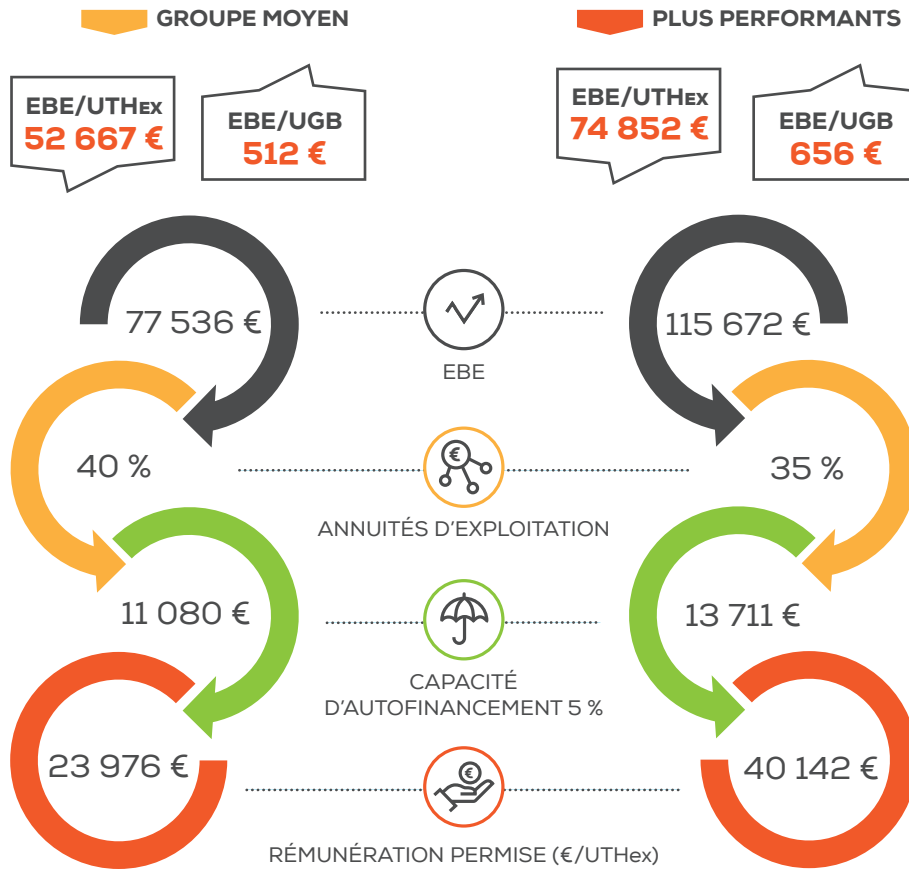 GROUPE MOYEN
PLUS PERFORMANTS
EBE/UTHEX
52 667 €
EBE/UGB
512 €
EBE/UTHEX
74 852 €
EBE/UGB
656 €
77 536 €
115 672 €
EBE
40 %
35 %
€
ANNUITÉS D'EXPLOITATION
11 080 €
13 711 €
CAPACITÉ
D'AUTOFINANCEMENT 5 %
23 976 €
€
40 142 €
RÉMUNÉRATION PERMISE (€/UTHex)